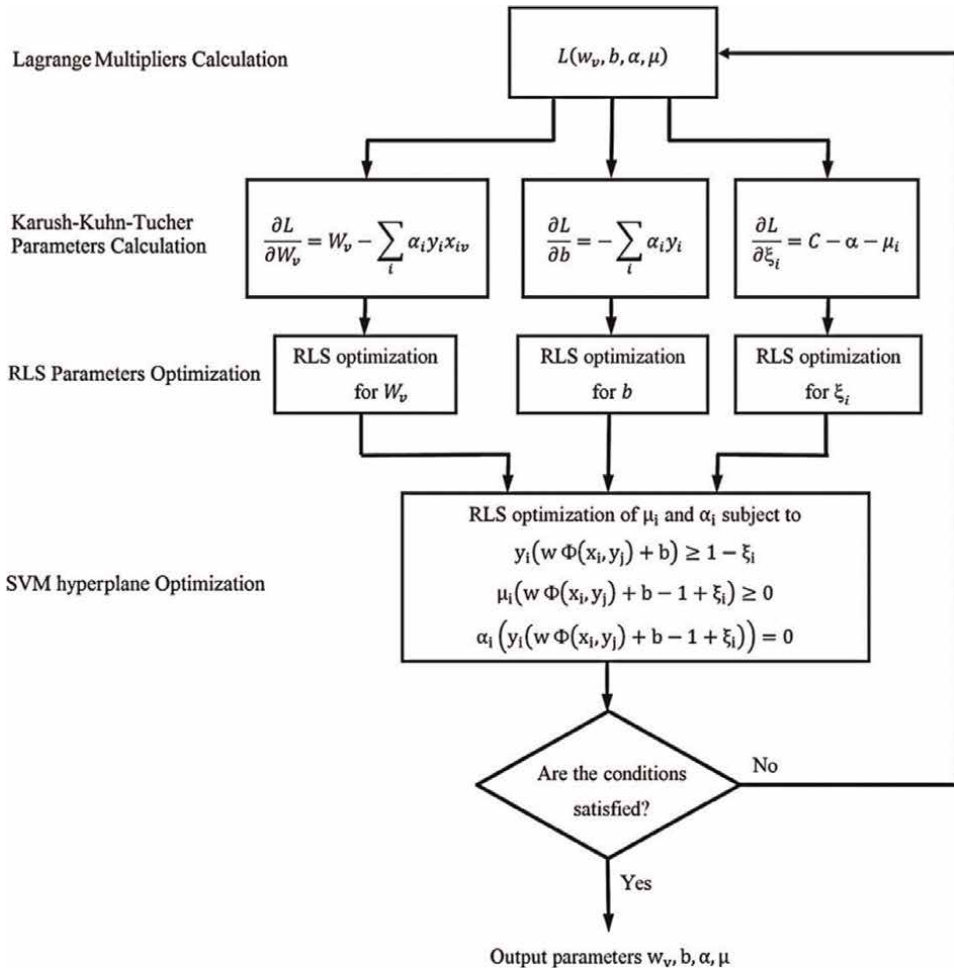 Lagrange Multipliers Calculation
L(w_v, b, α, μ)
Karush-Kuhn-Tucher
Parameters Calculation
∂L/∂W_v = W_v − ∑_i α_i y_i x_iv
∂L/∂b = − ∑_i α_i y_i
∂L/∂ξ_i = C − α − μ_i
RLS Parameters Optimization
RLS optimization
for W_v
RLS optimization
for b
RLS optimization
for ξ_i
SVM hyperplane Optimization
RLS optimization of μ_i and α_i subject to
y_i(w Φ(x_i, y_j) + b) ≥ 1 − ξ_i
μ_i(w Φ(x_i, y_j) + b − 1 + ξ_i) ≥ 0
α_i (y_i(w Φ(x_i, y_j) + b − 1 + ξ_i)) = 0
Are the conditions
satisfied?
No
Yes
Output parameters w_v, b, α, μ